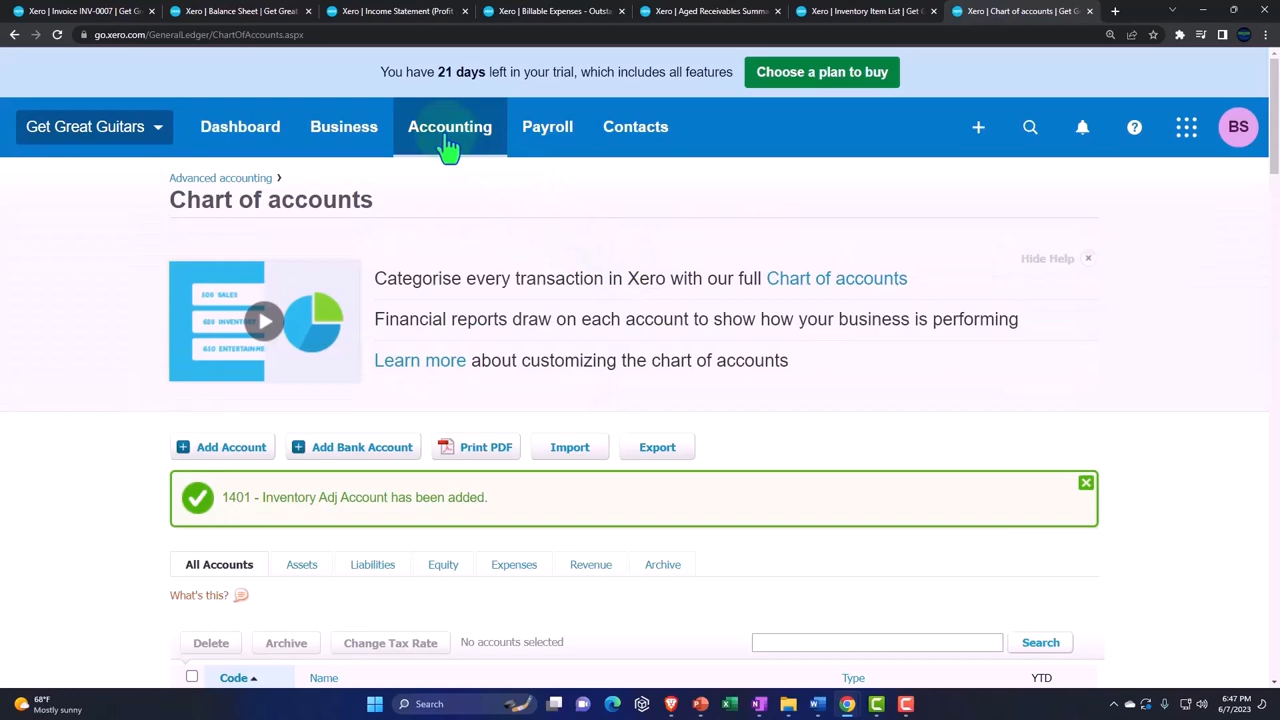 Xero | Invoice INV-0007 | Get G
Xero | Balance Sheet | Get Great
Xero | Income Statement (Profit
Xero | Billable Expenses - Outsta
Xero | Aged Receivables Summar
Xero | Inventory Item List | Get G
Xero | Chart of accounts | Get G
go.xero.com/GeneralLedger/ChartOfAccounts.aspx
You have 21 days left in your trial, which includes all features
Choose a plan to buy
Get Great Guitars
Dashboard
Business
Accounting
Payroll
Contacts
BS
Advanced accounting ›
Chart of accounts
Hide Help
500 SALES
Categorise every transaction in Xero with our full Chart of accounts
Financial reports draw on each account to show how your business is performing
Learn more about customizing the chart of accounts
Add Account
Add Bank Account
Print PDF
Import
Export
1401 - Inventory Adj Account has been added.
All Accounts
Assets
Liabilities
Equity
Expenses
Revenue
Archive
What's this?
Delete
Archive
Change Tax Rate
No accounts selected
Search
Code
Name
Type
YTD
68°F
Mostly sunny
Search
6:47 PM
6/7/2023